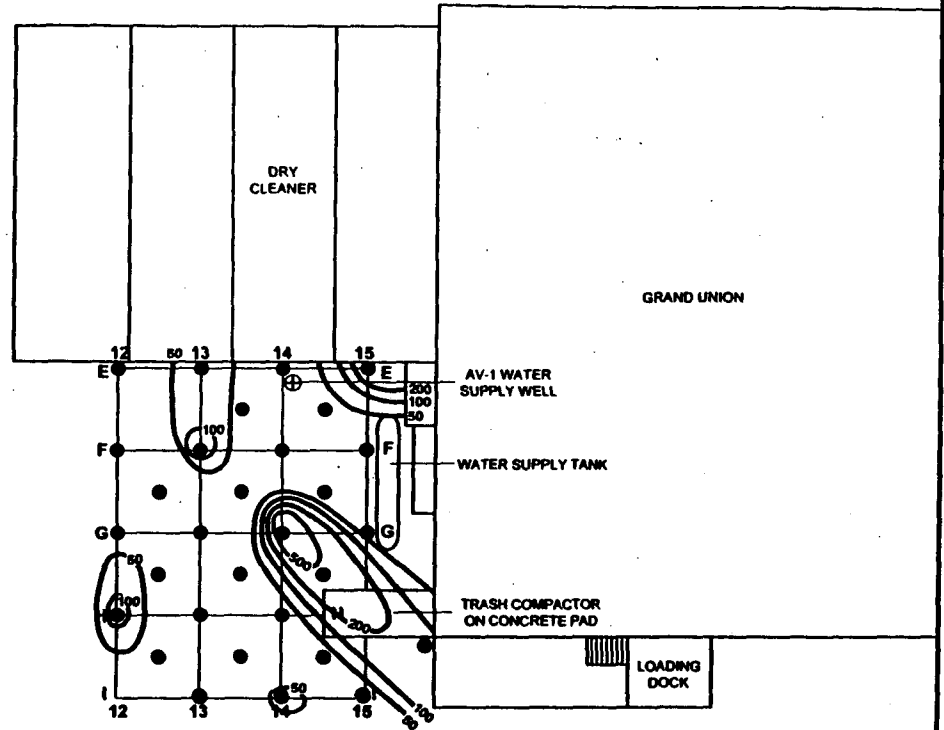 DRY
CLEANER
GRAND UNION
12 50 13 14 15
E E
AV-1 WATER
SUPPLY WELL
200
100
50
100
F F
WATER SUPPLY TANK
G G
500
50
100
200
TRASH COMPACTOR
ON CONCRETE PAD
LOADING
DOCK
50
I
12 13 14 15
100
50